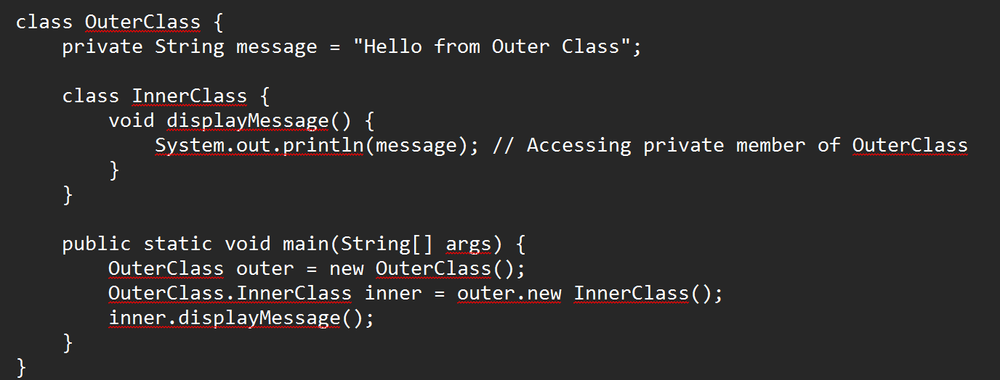 class OuterClass {
    private String message = "Hello from Outer Class";
    class InnerClass {
        void displayMessage() {
            System.out.println(message); // Accessing private member of OuterClass
        }
    }
    public static void main(String[] args) {
        OuterClass outer = new OuterClass();
        OuterClass.InnerClass inner = outer.new InnerClass();
        inner.displayMessage();
    }
}